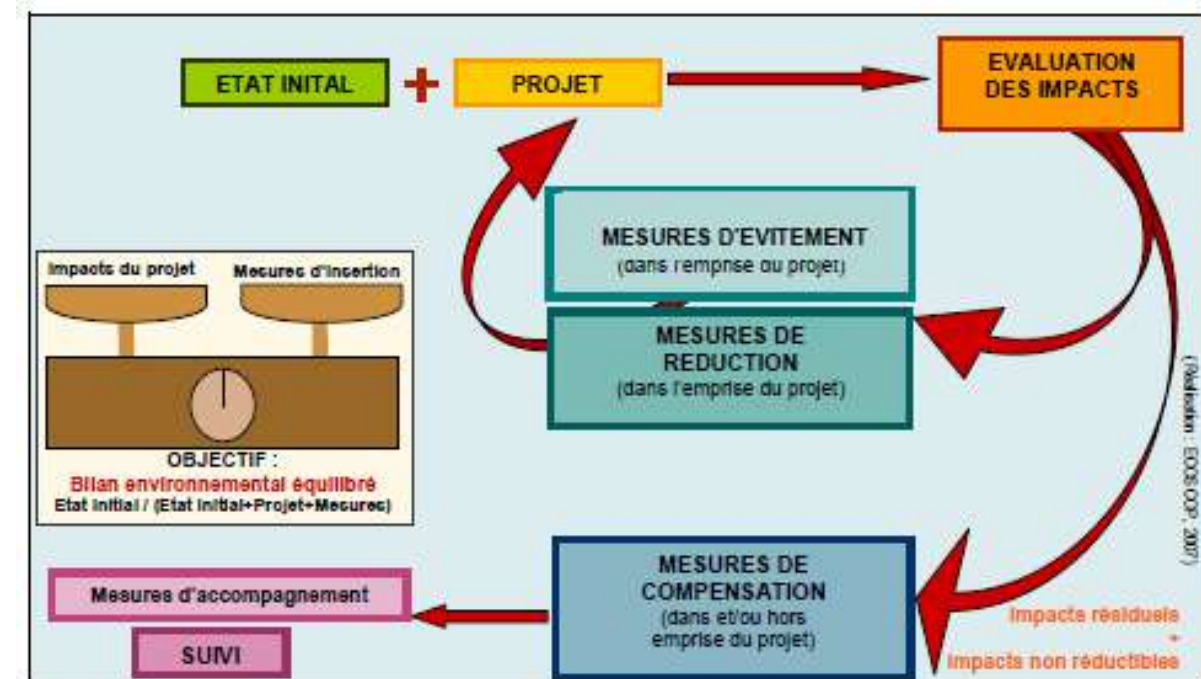 ETAT INITAL
+
PROJET
EVALUATION
DES IMPACTS
MESURES D'EVITEMENT
(dans l'emprise du projet)
MESURES DE
REDUCTION
(dans l'emprise du projet)
Impacts du projet
Mesures d'insertion
OBJECTIF :
Bilan environnemental équilibré
Etat Initial / (Etat Initial+Projet+Mesures)
(Réalisation : 2007)
MESURES DE
COMPENSATION
(dans et/ou hors
emprise du projet)
Mesures d'accompagnement
SUIVI
Impacts résiduels
Impacts non réductibles